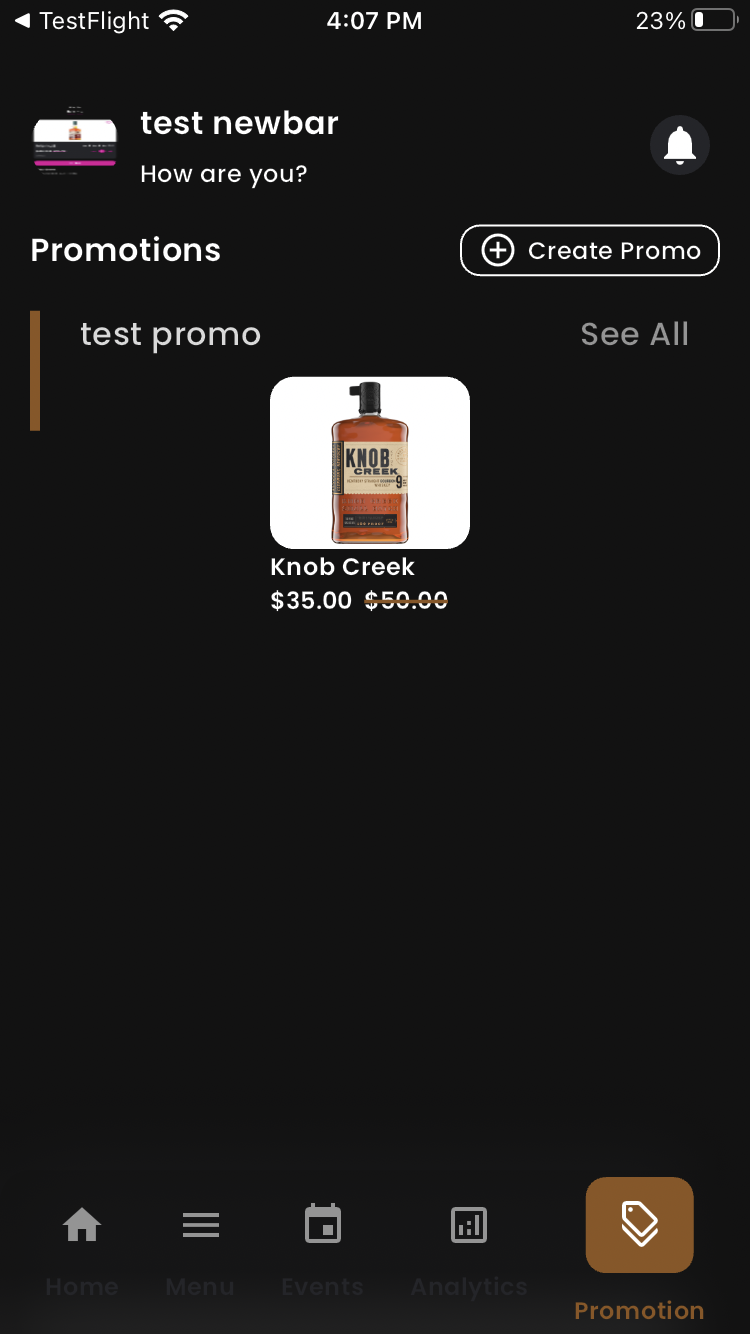 TestFlight 4:07 PM 23%
test newbar
How are you?
Promotions Create Promo
test promo See All
KNOB
CREEK
9
Knob Creek
$35.00 $50.00
Home Menu Events Analytics
Promotion